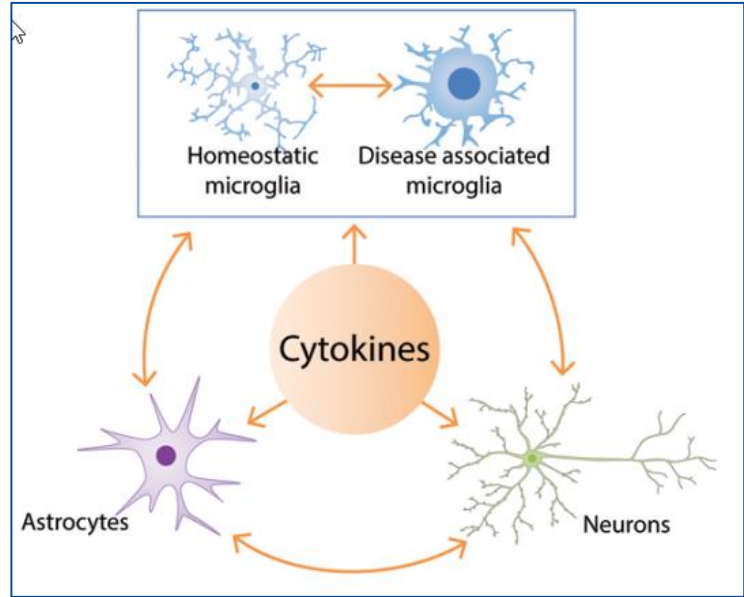 Homeostatic
microglia
Disease associated
microglia
Cytokines
Astrocytes
Neurons